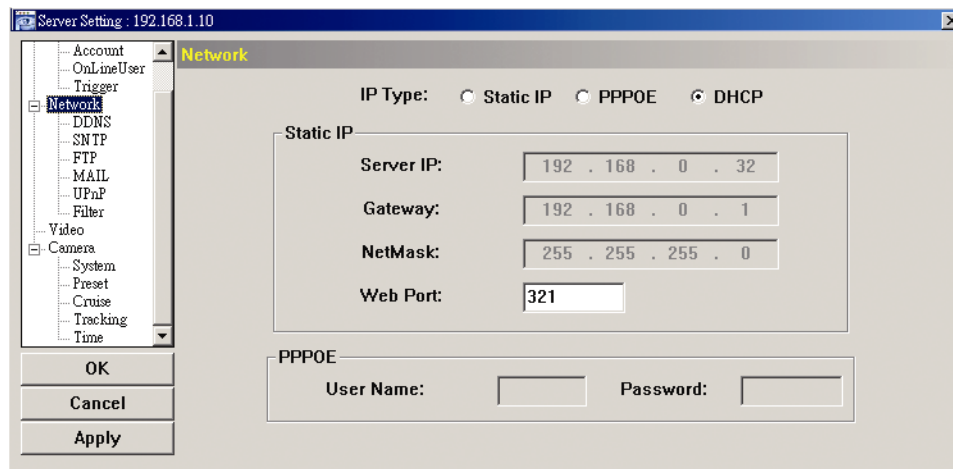 Server Setting : 192.168.1.10
Account
OnLineUser
Trigger
Network
DDNS
SNTP
FTP
MAIL
UPnP
Filter
Video
Camera
System
Preset
Cruise
Tracking
Time
OK
Cancel
Apply
Network
IP Type: Static IP PPPOE DHCP
Static IP
Server IP: 192 . 168 . 0 . 32
Gateway: 192 . 168 . 0 . 1
NetMask: 255 . 255 . 255 . 0
Web Port: 321
PPPOE
User Name: Password: